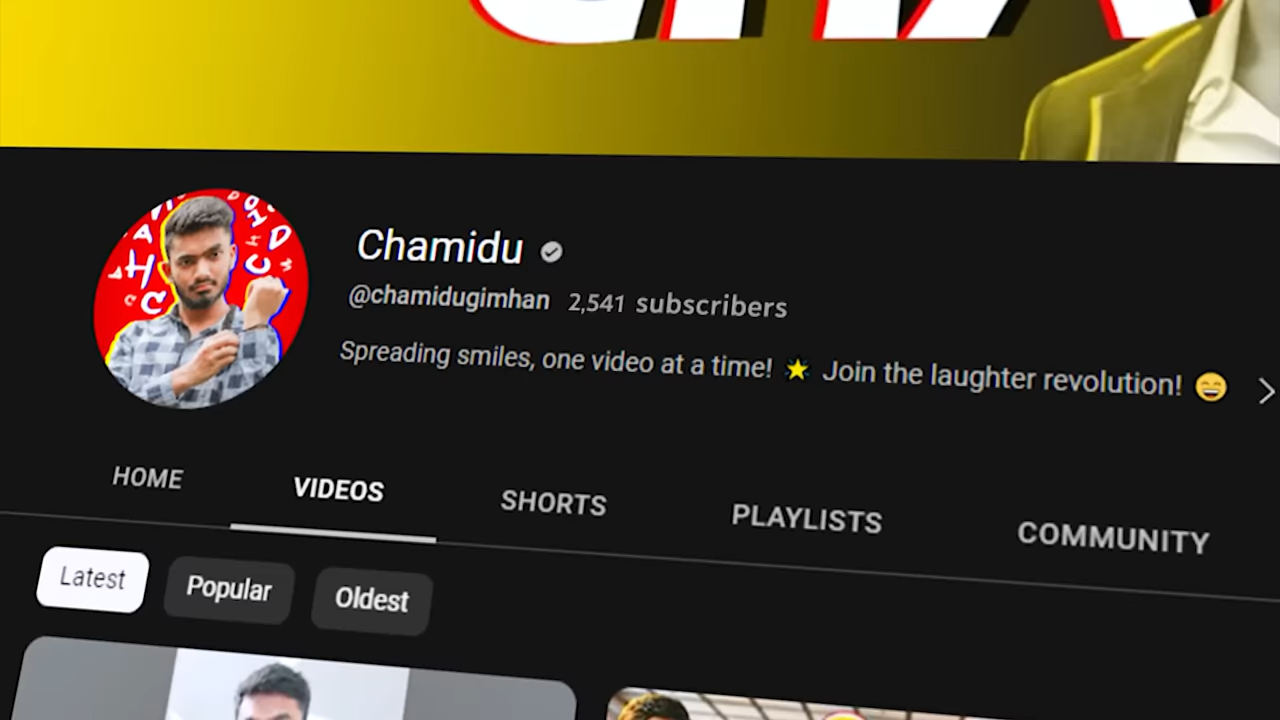 Chamidu
@chamidugimhan 2,541 subscribers
Spreading smiles, one video at a time! 🌟 Join the laughter revolution! 😄
HOME VIDEOS SHORTS PLAYLISTS COMMUNITY
Latest Popular Oldest